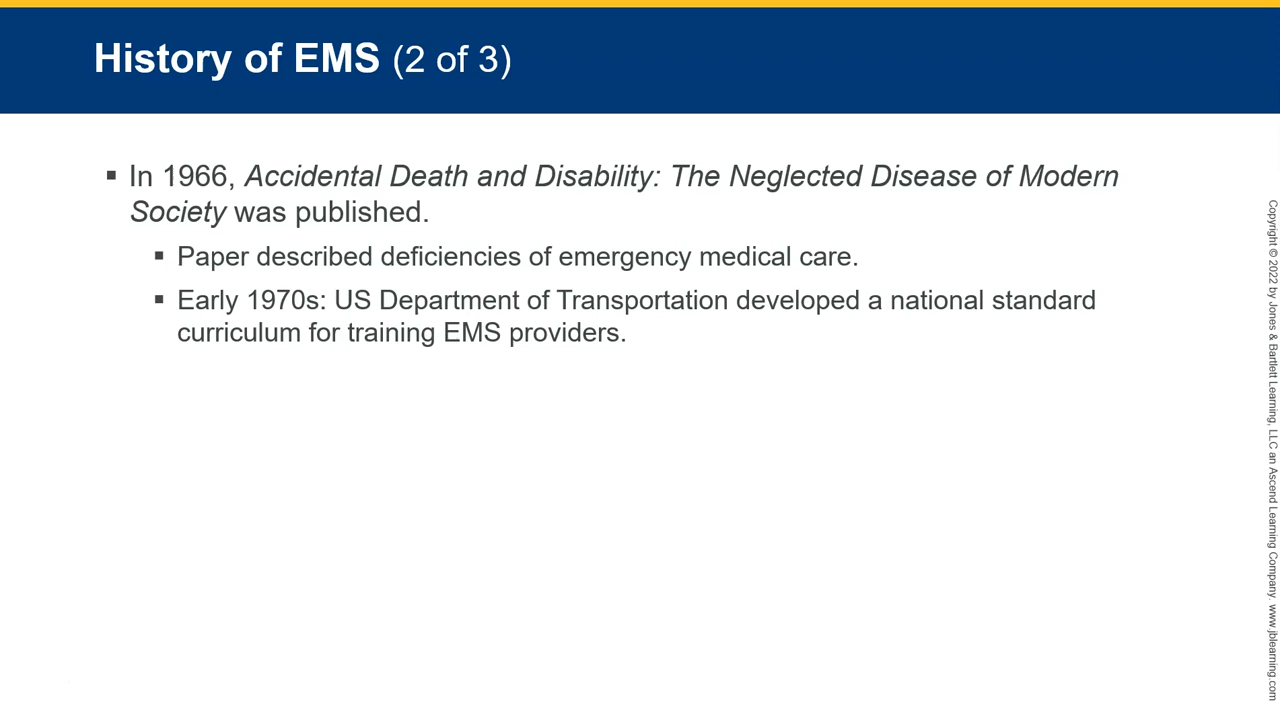 History of EMS (2 of 3)
▪ In 1966, Accidental Death and Disability: The Neglected Disease of Modern
Society was published.
▪ Paper described deficiencies of emergency medical care.
▪ Early 1970s: US Department of Transportation developed a national standard
curriculum for training EMS providers.
Copyright © 2022 by Jones & Bartlett Learning, LLC an Ascend Learning Company. www.jblearning.com